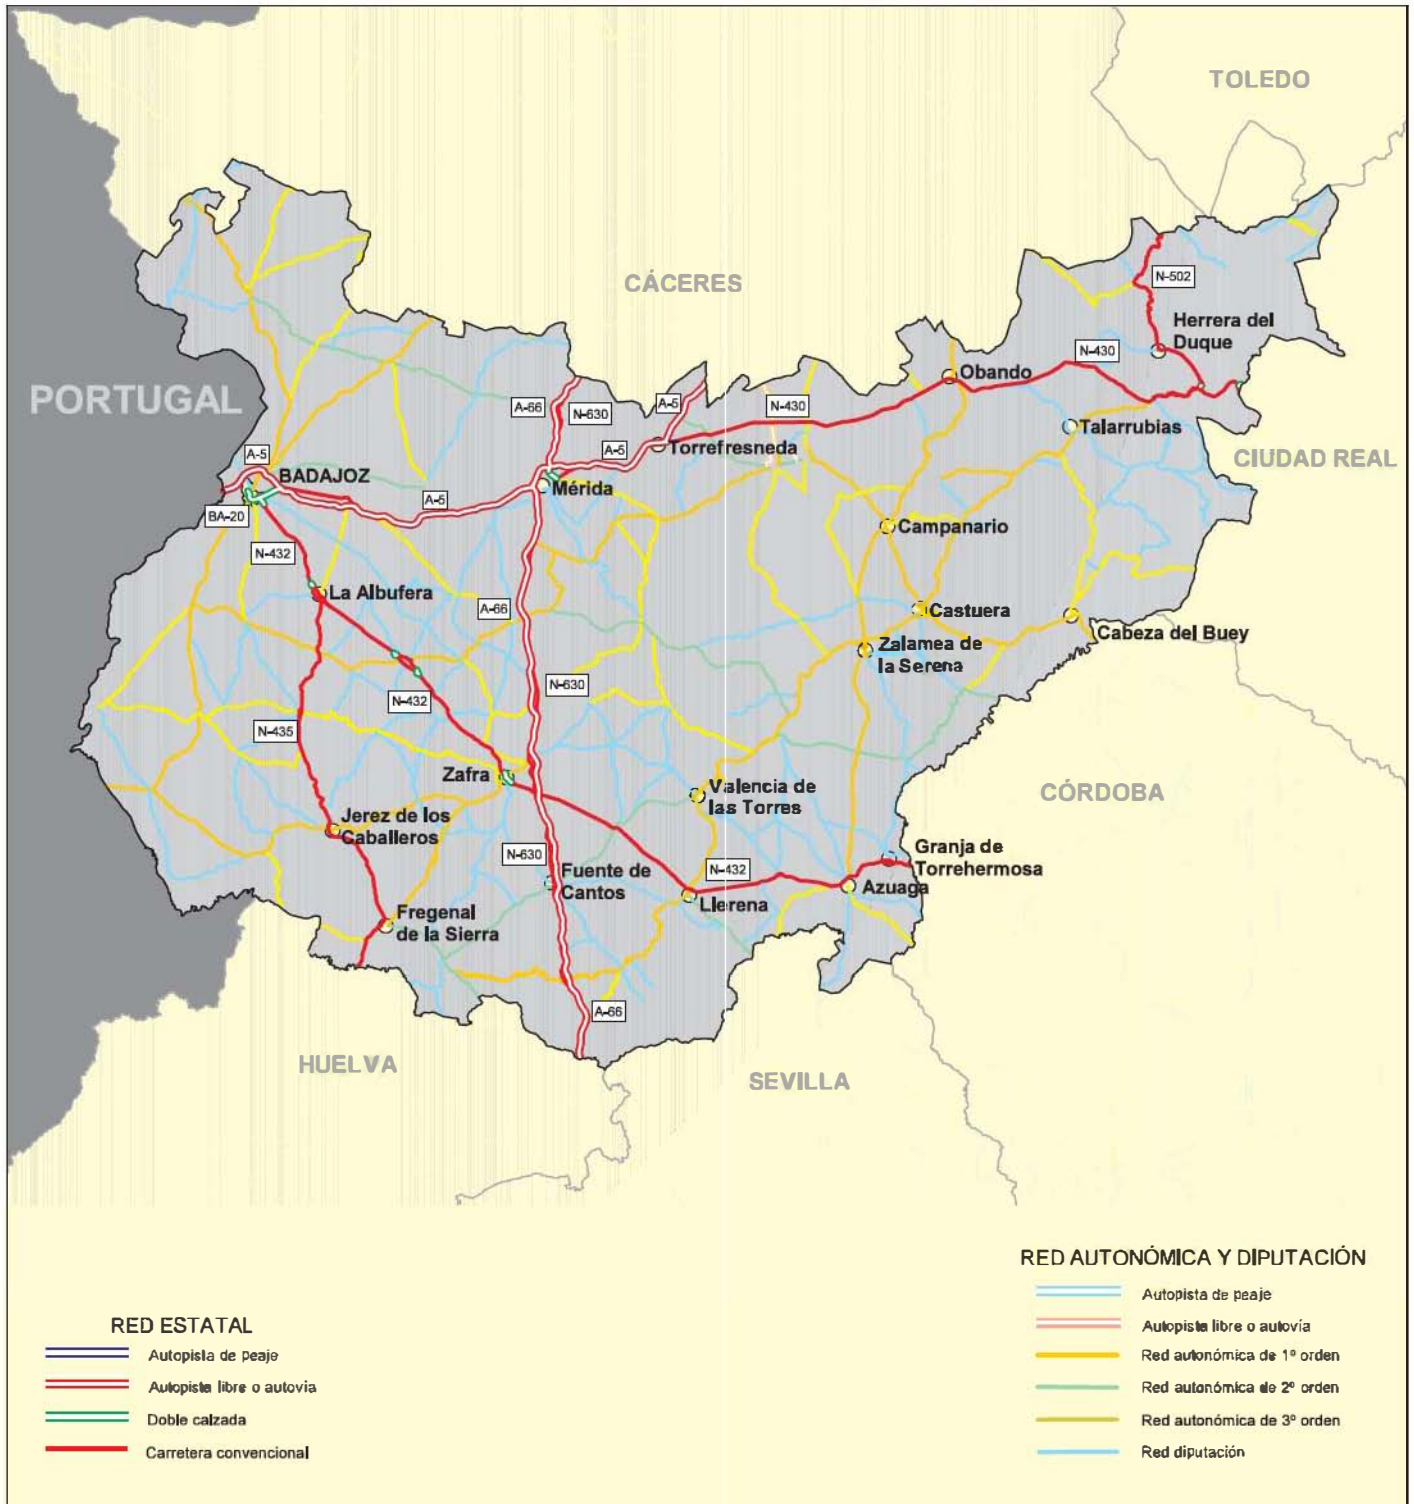 TOLEDO
CÁCERES
N-502
Herrera del
Duque
N-430
Obando
PORTUGAL
A-66
N-630
A-5
N-430
Talarrubias
A-5
Torrefresneda
CIUDAD REAL
A-5
BADAJOZ
A-5
Mérida
BA-20
Campanario
N-432
La Albufera
A-66
Castuera
Cabeza del Buey
Zalamea de
la Serena
N-630
N-432
N-435
Zafra
Valencia de
las Torres
CÓRDOBA
Jerez de los
Caballeros
N-630
Granja de
Torrehermosa
Fuente de
Cantos
N-432
Azuaga
Llerena
Fregenal
de la Sierra
A-66
HUELVA
SEVILLA
RED ESTATAL
Autopista de peaje
Autopista libre o autovia
Doble calzada
Carretera convencional
RED AUTONÓMICA Y DIPUTACIÓN
Autopista de peaje
Autopista libre o autovía
Red autonómica de 1º orden
Red autonómica de 2º orden
Red autonómica de 3º orden
Red diputación